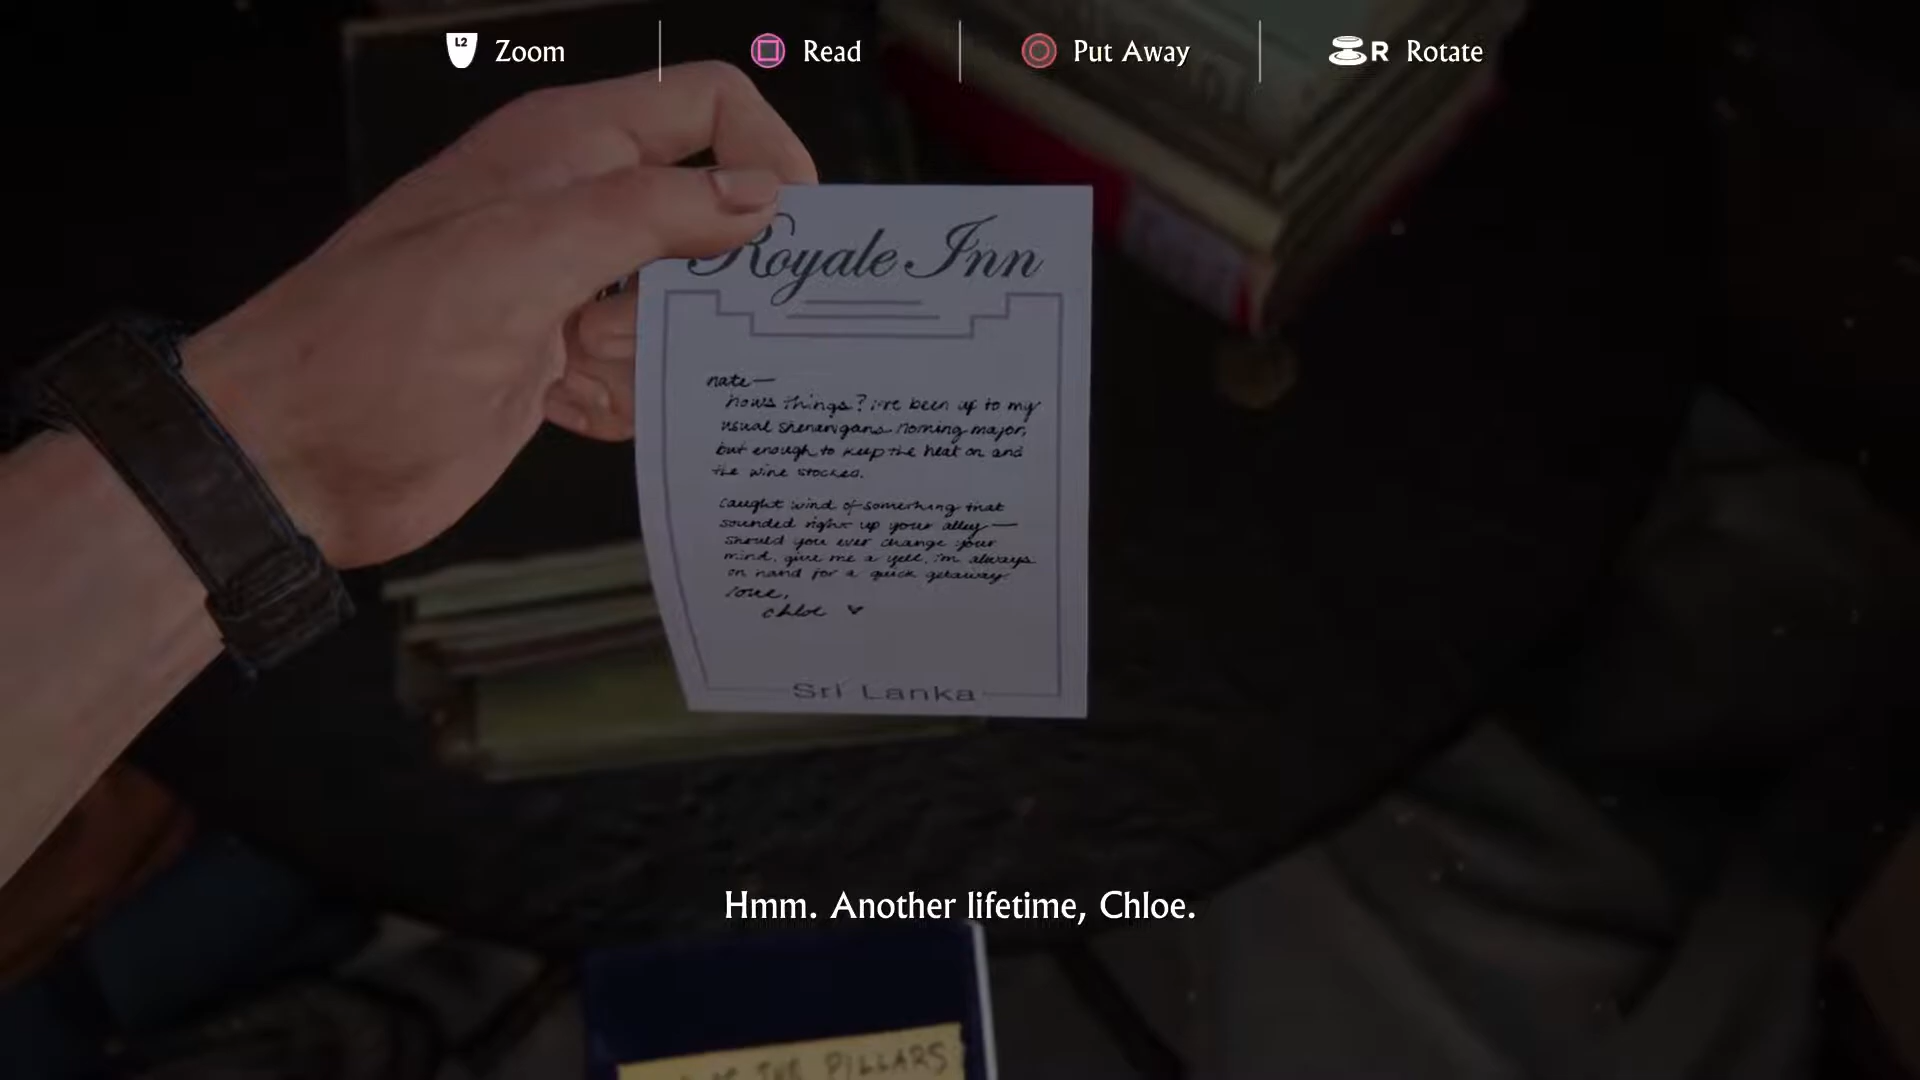 L2 Zoom
Read
Put Away
R Rotate
Royale Inn
nate—
hows things? i've been up to my
usual shenanigans. nothing major,
but enough to keep the heat on and
the wine stocked.
caught wind of something that
sounded right up your alley—
should you ever change your
mind, give me a yell. i'm always
on hand for a quick getaway.
love,
chloe
Sri Lanka
Hmm. Another lifetime, Chloe.
THE PILLARS